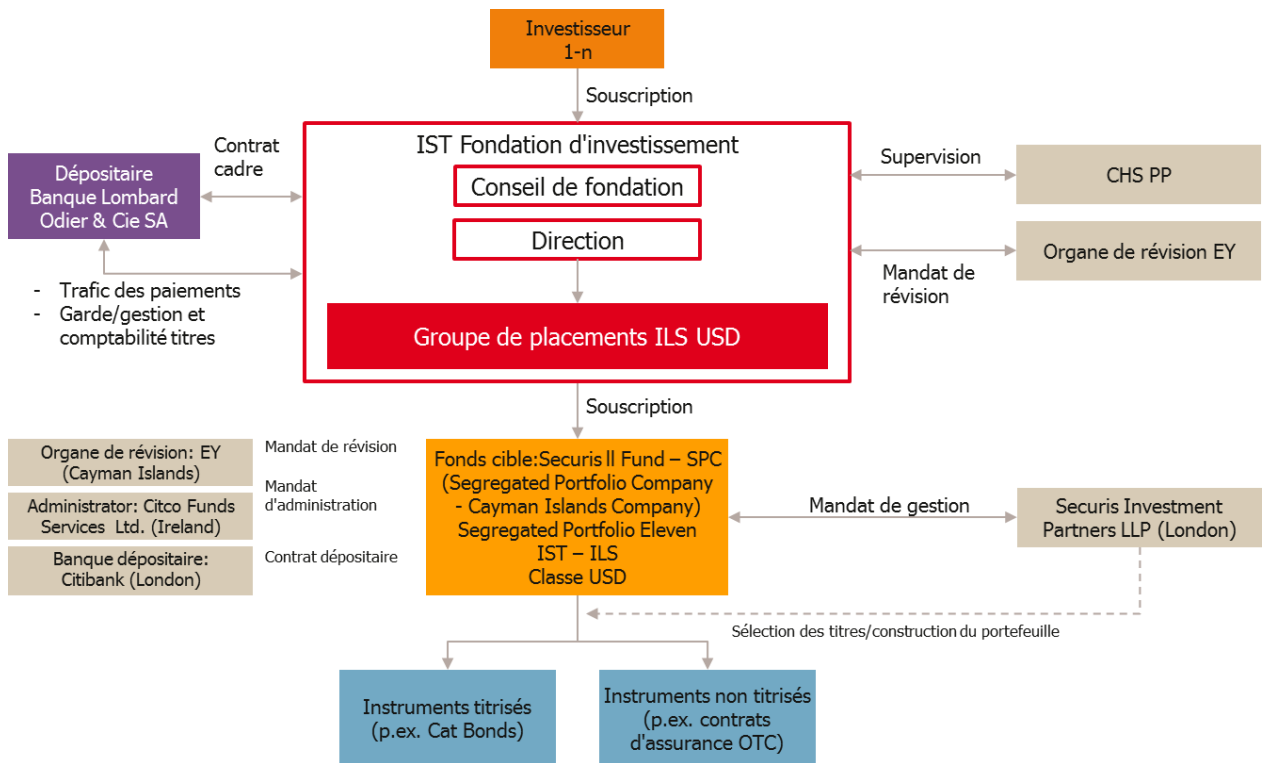 Investisseur
1-n
Souscription
IST Fondation d'investissement
Conseil de fondation
Direction
Groupe de placements ILS USD
Contrat
cadre
Dépositaire
Banque Lombard
Odier & Cie SA
- Trafic des paiements
- Garde/gestion et
comptabilité titres
Supervision
CHS PP
Organe de révision EY
Mandat de
révision
Souscription
Organe de révision: EY
(Cayman Islands)
Mandat de révision
Administrator: Citco Funds
Services Ltd. (Ireland)
Mandat
d'administration
Banque dépositaire:
Citibank (London)
Contrat dépositaire
Fonds cible:Securis ll Fund – SPC
(Segregated Portfolio Company
- Cayman Islands Company)
Segregated Portfolio Eleven
IST – ILS
Classe USD
Mandat de gestion
Securis Investment
Partners LLP (London)
Sélection des titres/construction du portefeuille
Instruments titrisés
(p.ex. Cat Bonds)
Instruments non titrisés
(p.ex. contrats
d'assurance OTC)